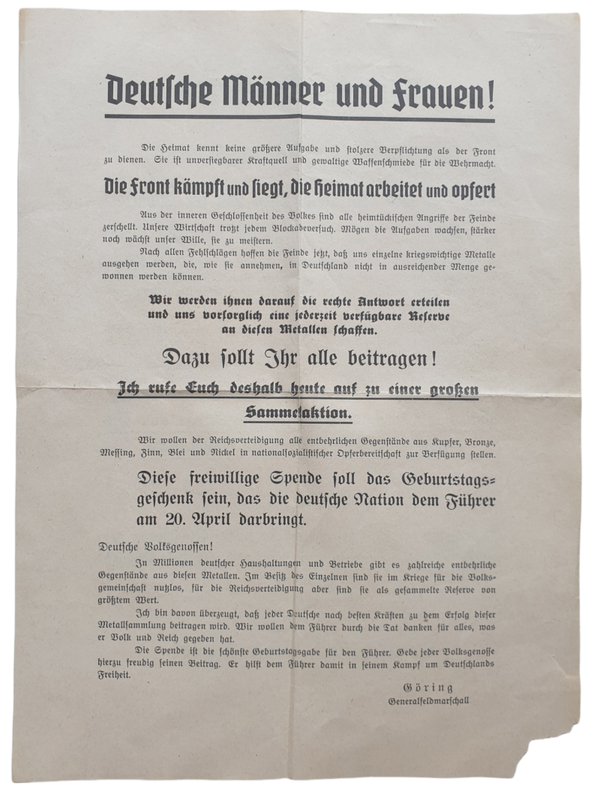 Deutsche Männer und Frauen!
Die Heimat kennt keine größere Aufgabe und stolzere Verpflichtung als der Front
zu dienen. Sie ist unversiegbarer Kraftquell und gewaltige Waffenschmiede für die Wehrmacht.
Die Front kämpft und siegt, die Heimat arbeitet und opfert
Aus der inneren Geschlossenheit des Volkes sind alle heimtückischen Angriffe der Feinde
zerschellt. Unsere Wirtschaft trotzt jedem Blockadeversuch. Mögen die Aufgaben wachsen, stärker
noch wächst unser Wille, sie zu meistern.
Nach allen Fehlschlägen hoffen die Feinde jetzt, daß uns einzelne kriegswichtige Metalle
ausgehen werden, die, wie sie annehmen, in Deutschland nicht in ausreichender Menge ge-
wonnen werden können.
Wir werden ihnen darauf die rechte Antwort erteilen
und uns vorsorglich eine jederzeit verfügbare Reserve
an diesen Metallen schaffen.
Dazu sollt Ihr alle beitragen!
Ich rufe Euch deshalb heute auf zu einer großen
Sammelaktion.
Wir wollen der Reichsverteidigung alle entbehrlichen Gegenstände aus Kupfer, Bronze,
Messing, Zinn, Blei und Nickel in nationalsozialistischer Opferbereitschaft zur Verfügung stellen.
Diese freiwillige Spende soll das Geburtstags-
geschenk sein, das die deutsche Nation dem Führer
am 20. April darbringt.
Deutsche Volksgenossen!
In Millionen deutscher Haushaltungen und Betriebe gibt es zahlreiche entbehrliche
Gegenstände aus diesen Metallen. Im Besitz des Einzelnen sind sie im Kriege für die Volks-
gemeinschaft nutzlos, für die Reichsverteidigung aber sind sie als gesammelte Reserve von
größtem Wert.
Ich bin davon überzeugt, daß jeder Deutsche nach besten Kräften zu dem Erfolg dieser
Metallsammlung beitragen wird. Wir wollen dem Führer durch die Tat danken für alles, was
er Volk und Reich gegeben hat.
Die Spende ist die schönste Geburtstagsgabe für den Führer. Gebe jeder Volksgenosse
hierzu freudig seinen Beitrag. Er hilft dem Führer damit in seinem Kampf um Deutschlands
Freiheit.
Göring
Generalfeldmarschall